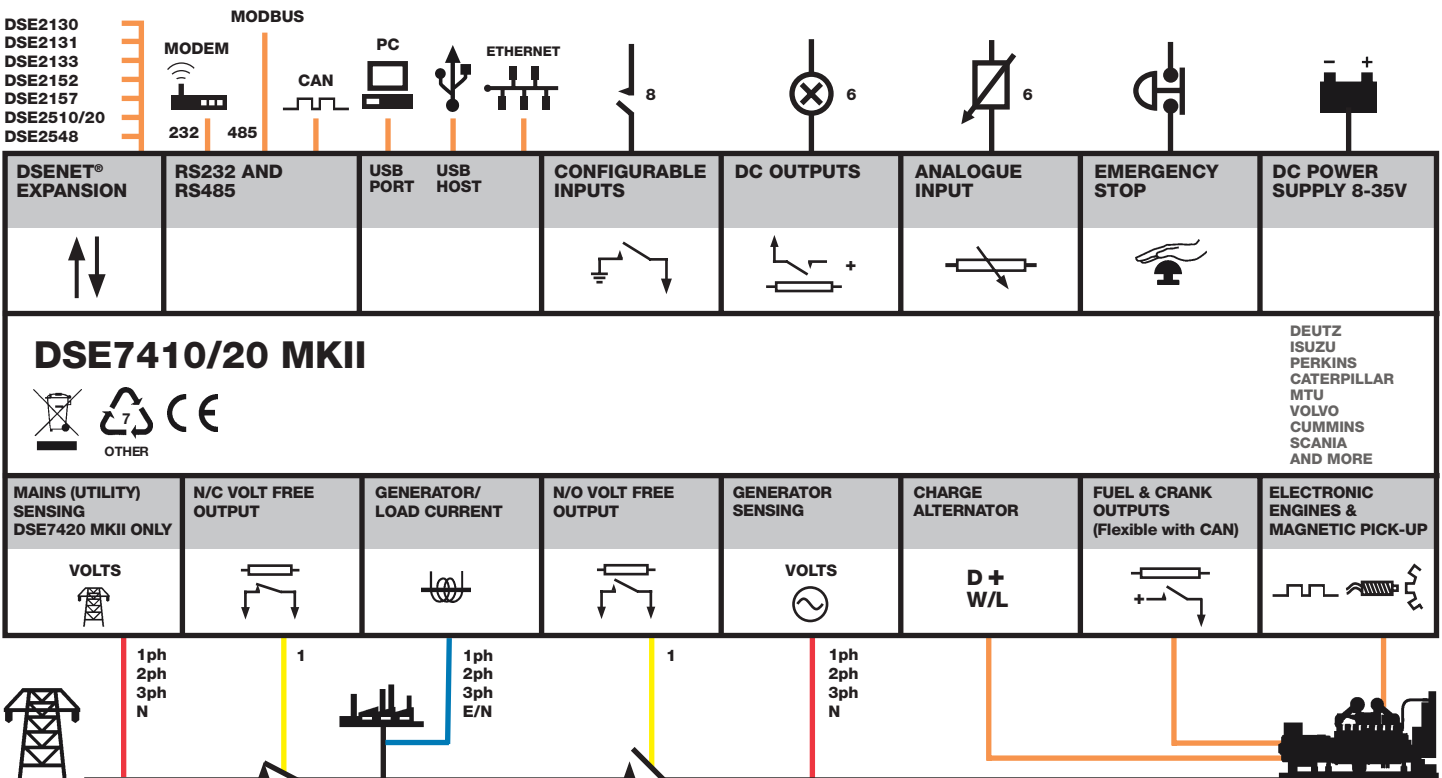 DSE2130
DSE2131
DSE2133
DSE2152
DSE2157
DSE2510/20
DSE2548
MODBUS
MODEM
CAN
PC
ETHERNET
232
485
8
6
6
- +
DSENET®
EXPANSION
RS232 AND
RS485
USB
PORT
USB
HOST
CONFIGURABLE
INPUTS
DC OUTPUTS
ANALOGUE
INPUT
EMERGENCY
STOP
DC POWER
SUPPLY 8-35V
+
DSE7410/20 MKII
7
OTHER
CE
DEUTZ
ISUZU
PERKINS
CATERPILLAR
MTU
VOLVO
CUMMINS
SCANIA
AND MORE
MAINS (UTILITY)
SENSING
DSE7420 MKII ONLY
VOLTS
N/C VOLT FREE
OUTPUT
GENERATOR/
LOAD CURRENT
N/O VOLT FREE
OUTPUT
GENERATOR
SENSING
VOLTS
CHARGE
ALTERNATOR
D +
W/L
FUEL & CRANK
OUTPUTS
(Flexible with CAN)
+
ELECTRONIC
ENGINES &
MAGNETIC PICK-UP
1ph
2ph
3ph
N
1
1ph
2ph
3ph
E/N
1
1ph
2ph
3ph
N